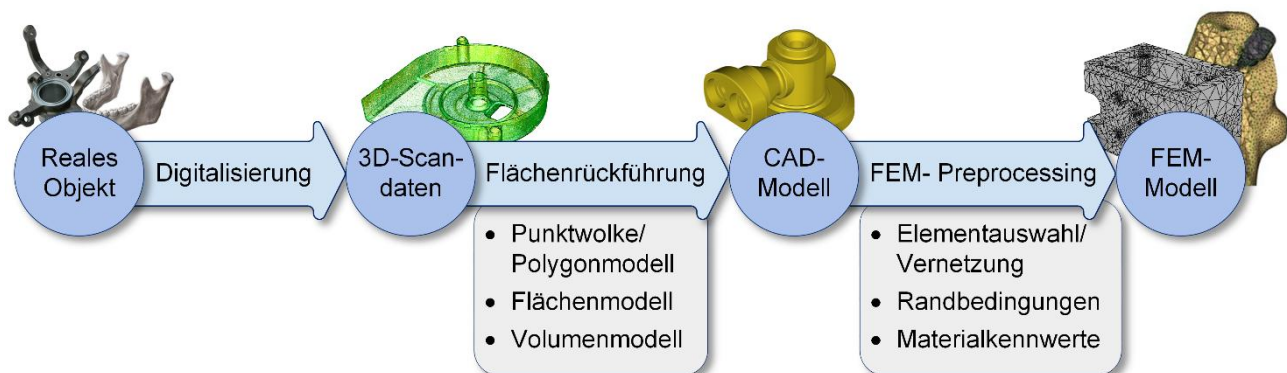 Reales
Objekt
Digitalisierung
3D-Scan-
daten
Flächenrückführung
CAD-
Modell
FEM- Preprocessing
FEM-
Modell
• Punktwolke/
Polygonmodell
• Flächenmodell
• Volumenmodell
• Elementauswahl/
Vernetzung
• Randbedingungen
• Materialkennwerte